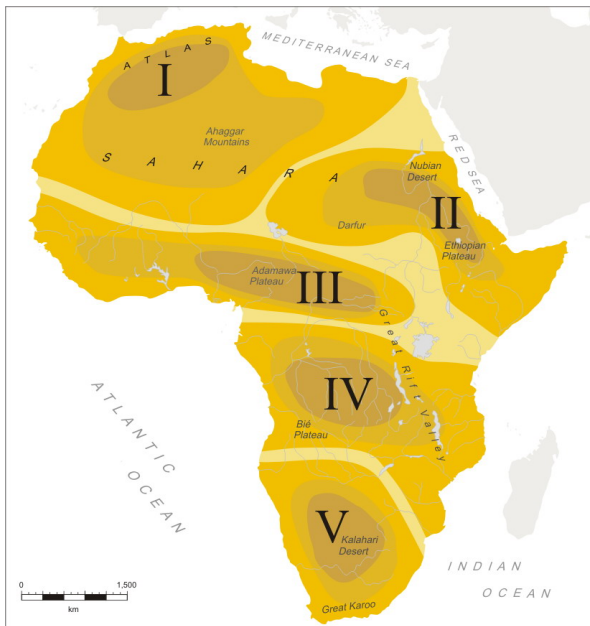 MEDITERRANEAN SEA
ATLAS
I
Ahaggar
Mountains
SAHARA
RED SEA
Nubian
Desert
II
Darfur
Ethiopian
Plateau
Adamawa
Plateau
III
Great Rift Valley
IV
Bié
Plateau
ATLANTIC
OCEAN
V
Kalahari
Desert
INDIAN
OCEAN
0 1,500
km
Great Karoo